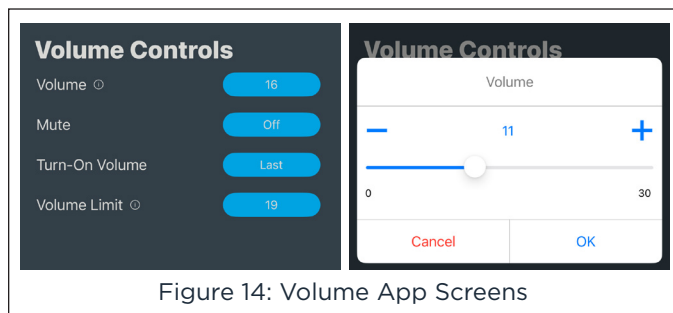 Volume Controls
Volume ⓘ 16
Mute Off
Turn-On Volume Last
Volume Limit ⓘ 19
Volume Controls
Volume
− 11 +
0 30
Cancel OK
Figure 14: Volume App Screens